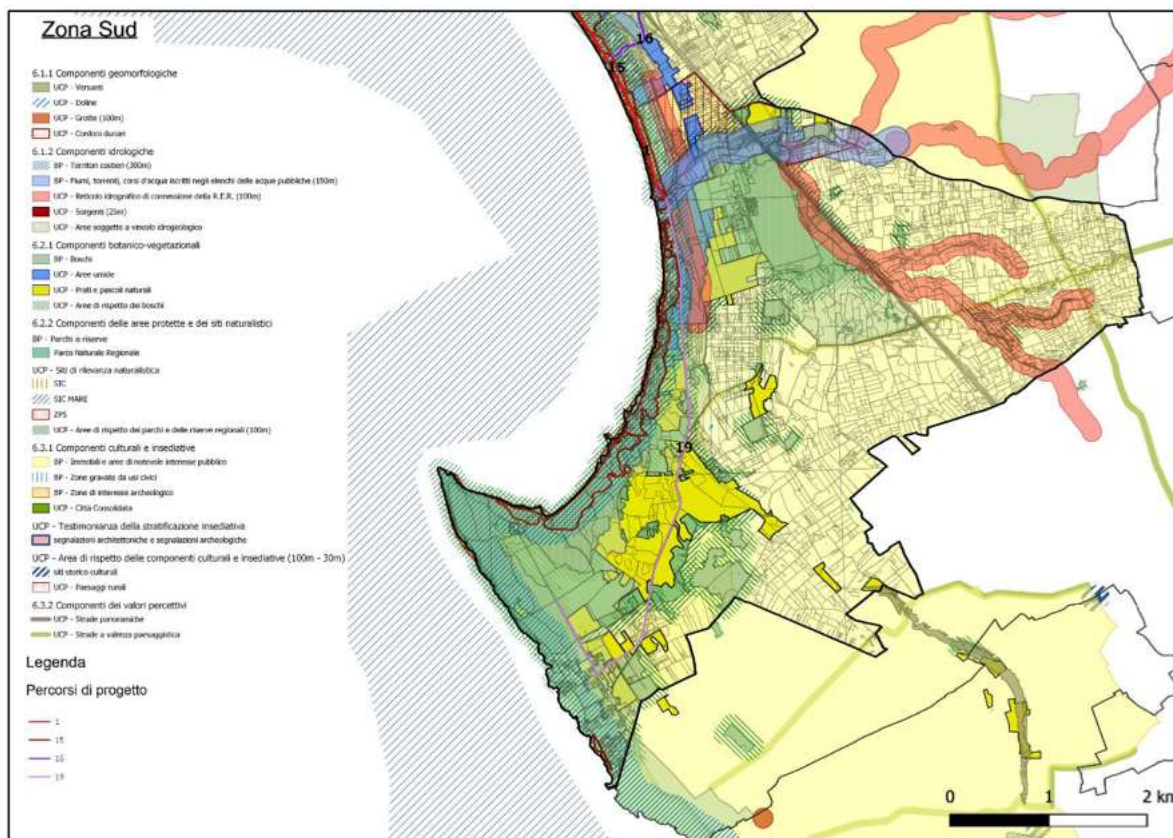 Zona Sud
6.1.1 Componenti geomorfologiche
UCP - Versanti
UCP - Doline
UCP - Grotte (100m)
UCP - Cordoni dunari
6.1.2 Componenti idrologiche
BP - Territori costieri (300m)
BP - Fiumi, torrenti, corsi d'acqua iscritti negli elenchi delle acque pubbliche (150m)
UCP - Reticolo idrografico di connessione della R.E.R. (100m)
UCP - Sorgenti (25m)
UCP - Aree soggette a vincolo idrogeologico
6.2.1 Componenti botanico-vegetazionali
BP - Boschi
UCP - Aree umide
UCP - Prati e pascoli naturali
UCP - Aree di rispetto dei boschi
6.2.2 Componenti delle aree protette e dei siti naturalistici
BP - Parchi e riserve
Parco Naturale Regionale
UCP - Siti di rilevanza naturalistica
SIC
SIC MARE
ZPS
UCP - Aree di rispetto dei parchi e delle riserve regionali (100m)
6.3.1 Componenti culturali e insediative
BP - Immobili e aree di notevole interesse pubblico
BP - Zone gravate da usi civici
BP - Zone di interesse archeologico
UCP - Città Consolidata
UCP - Testimonianza della stratificazione insediativa
segnalazioni architettoniche e segnalazioni archeologiche
UCP - Area di rispetto delle componenti culturali e insediative (100m - 30m)
siti storico culturali
UCP - Paesaggi rurali
6.3.2 Componenti dei valori percettivi
UCP - Strade panoramiche
UCP - Strade a valenza paesaggistica
Legenda
Percorsi di progetto
1
15
16
19
16
15
19
0 1 2 km